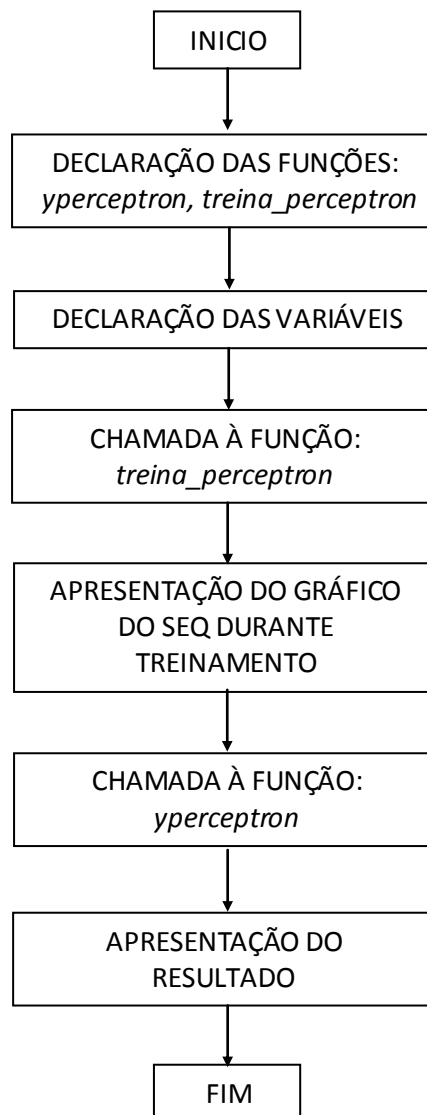 INICIO
DECLARAÇÃO DAS FUNÇÕES:
yperceptron, treina_perceptron
DECLARAÇÃO DAS VARIÁVEIS
CHAMADA À FUNÇÃO:
treina_perceptron
APRESENTAÇÃO DO GRÁFICO
DO SEQ DURANTE
TREINAMENTO
CHAMADA À FUNÇÃO:
yperceptron
APRESENTAÇÃO DO
RESULTADO
FIM